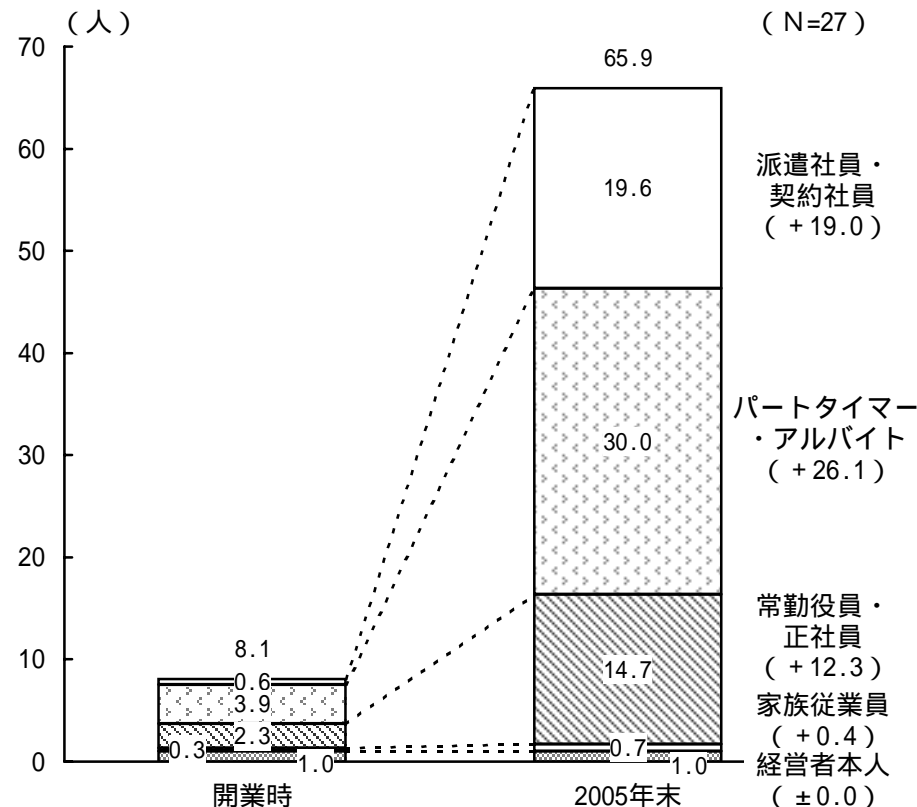 （人）
（N=27）
70
60
50
40
30
20
10
0
8.1
0.6
3.9
2.3
0.3
1.0
開業時
65.9
19.6
30.0
14.7
0.7
1.0
2005年末
派遣社員・
契約社員
（+19.0）
パートタイマー
・アルバイト
（+26.1）
常勤役員・
正社員
（+12.3）
家族従業員
（+0.4）
経営者本人
（±0.0）